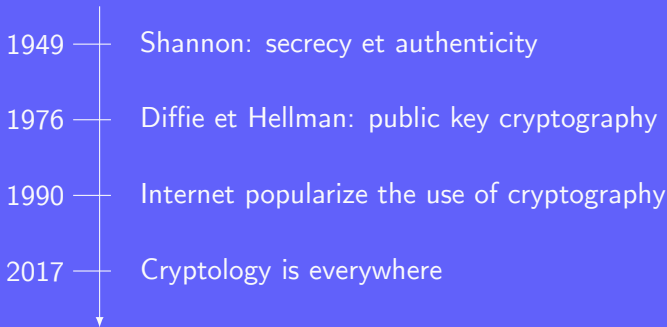 1949 Shannon: secrecy et authenticity
1976 Diffie et Hellman: public key cryptography
1990 Internet popularize the use of cryptography
2017 Cryptology is everywhere